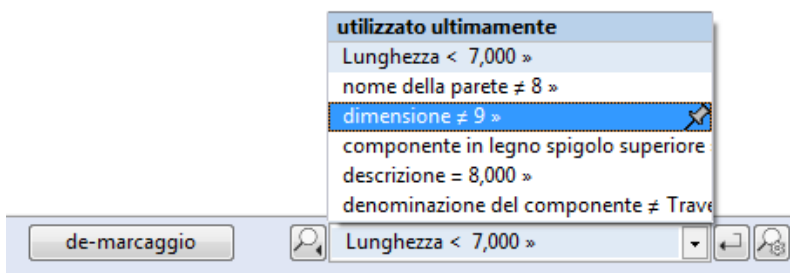 utilizzato ultimamente
Lunghezza < 7,000 »
nome della parete ≠ 8 »
dimensione ≠ 9 »
componente in legno spigolo superiore
descrizione = 8,000 »
denominazione del componente ≠ Trave
de-marcaggio
Lunghezza < 7,000 »